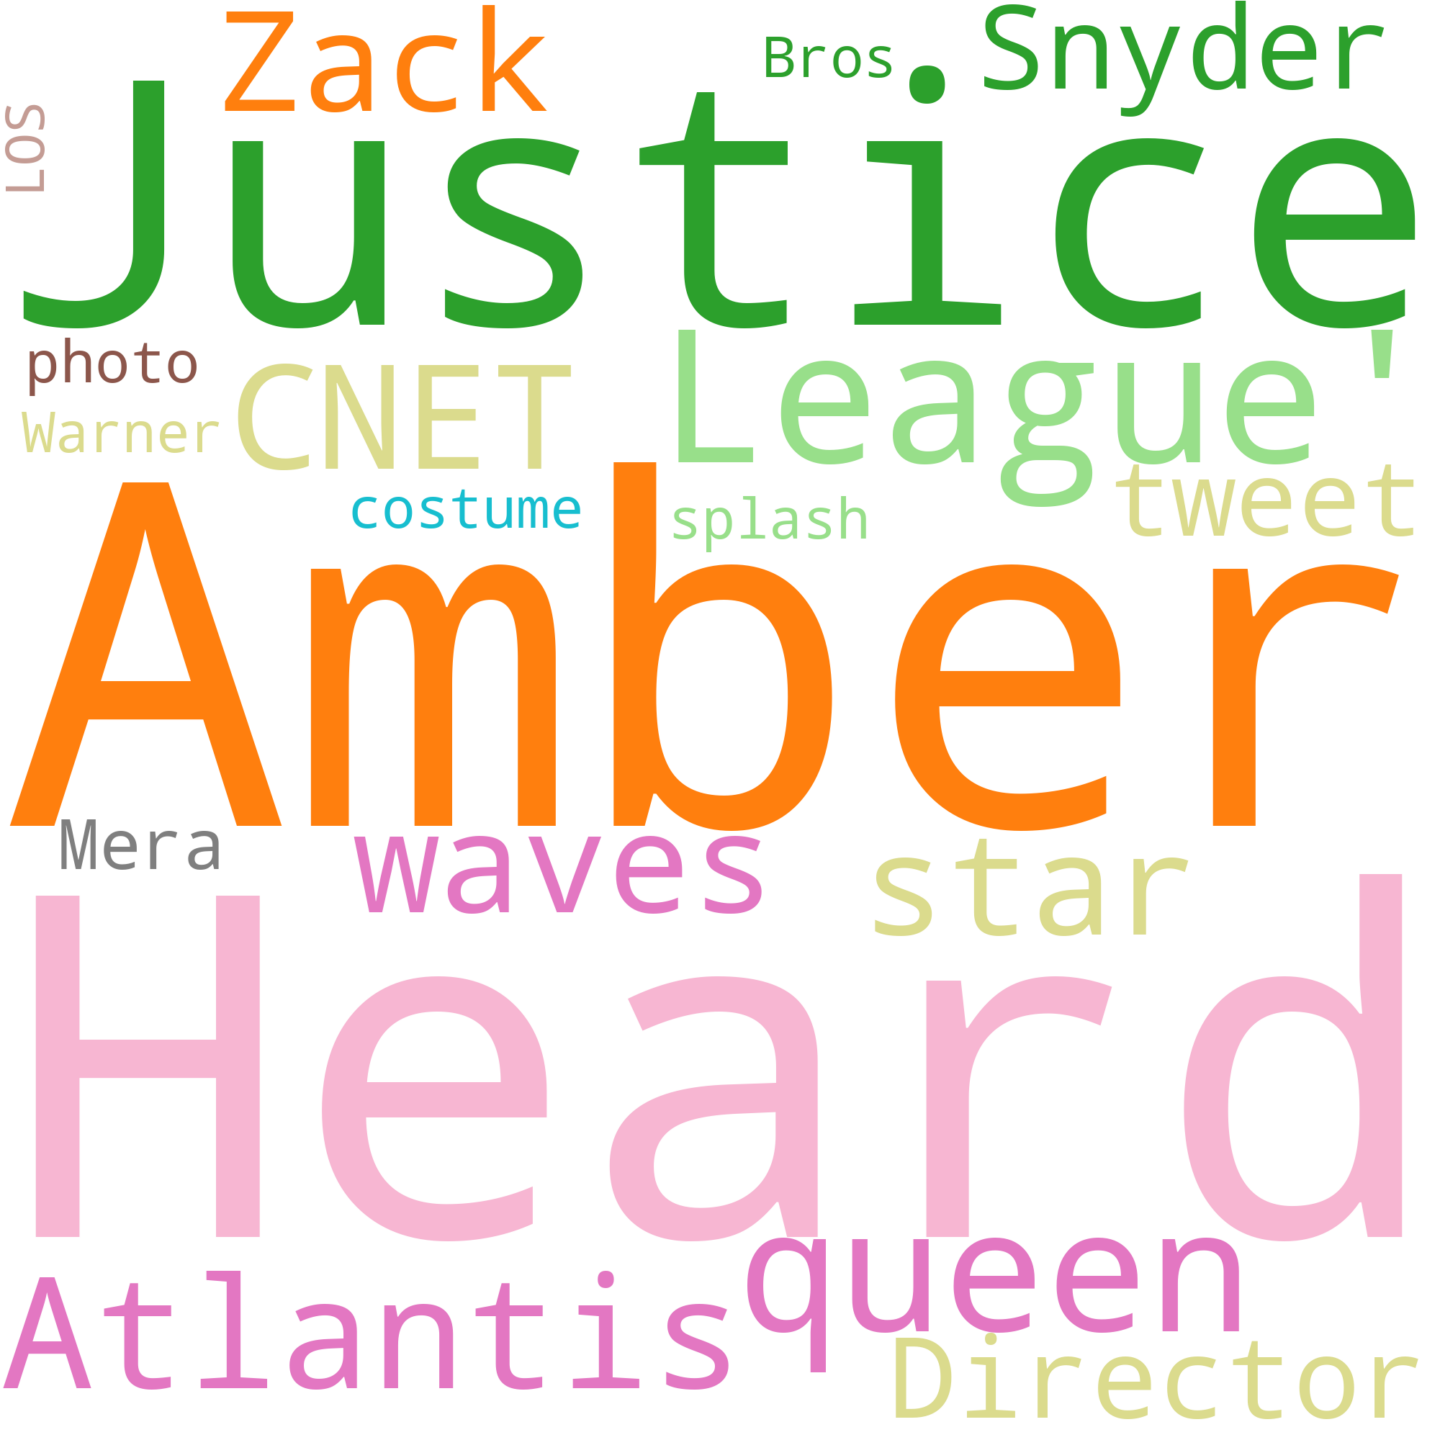 Zack
Bros
Snyder
LOS
Justice
photo
CNET
League'
Warner
costume
splash
tweet
Amber
Mera
waves
star
Heard
Atlantis
queen
Director